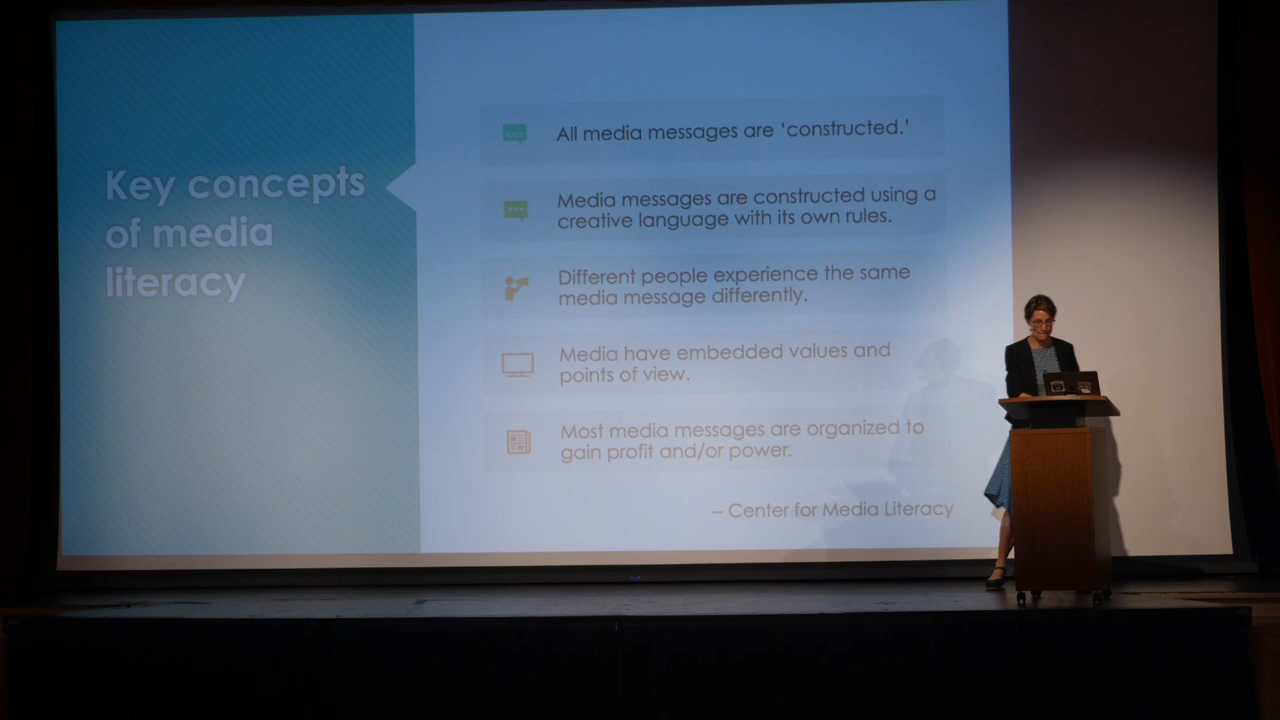 Key concepts
of media
literacy
All media messages are ‘constructed.’
Media messages are constructed using a
creative language with its own rules.
Different people experience the same
media message differently.
Media have embedded values and
points of view.
Most media messages are organized to
gain profit and/or power.
-- Center for Media Literacy